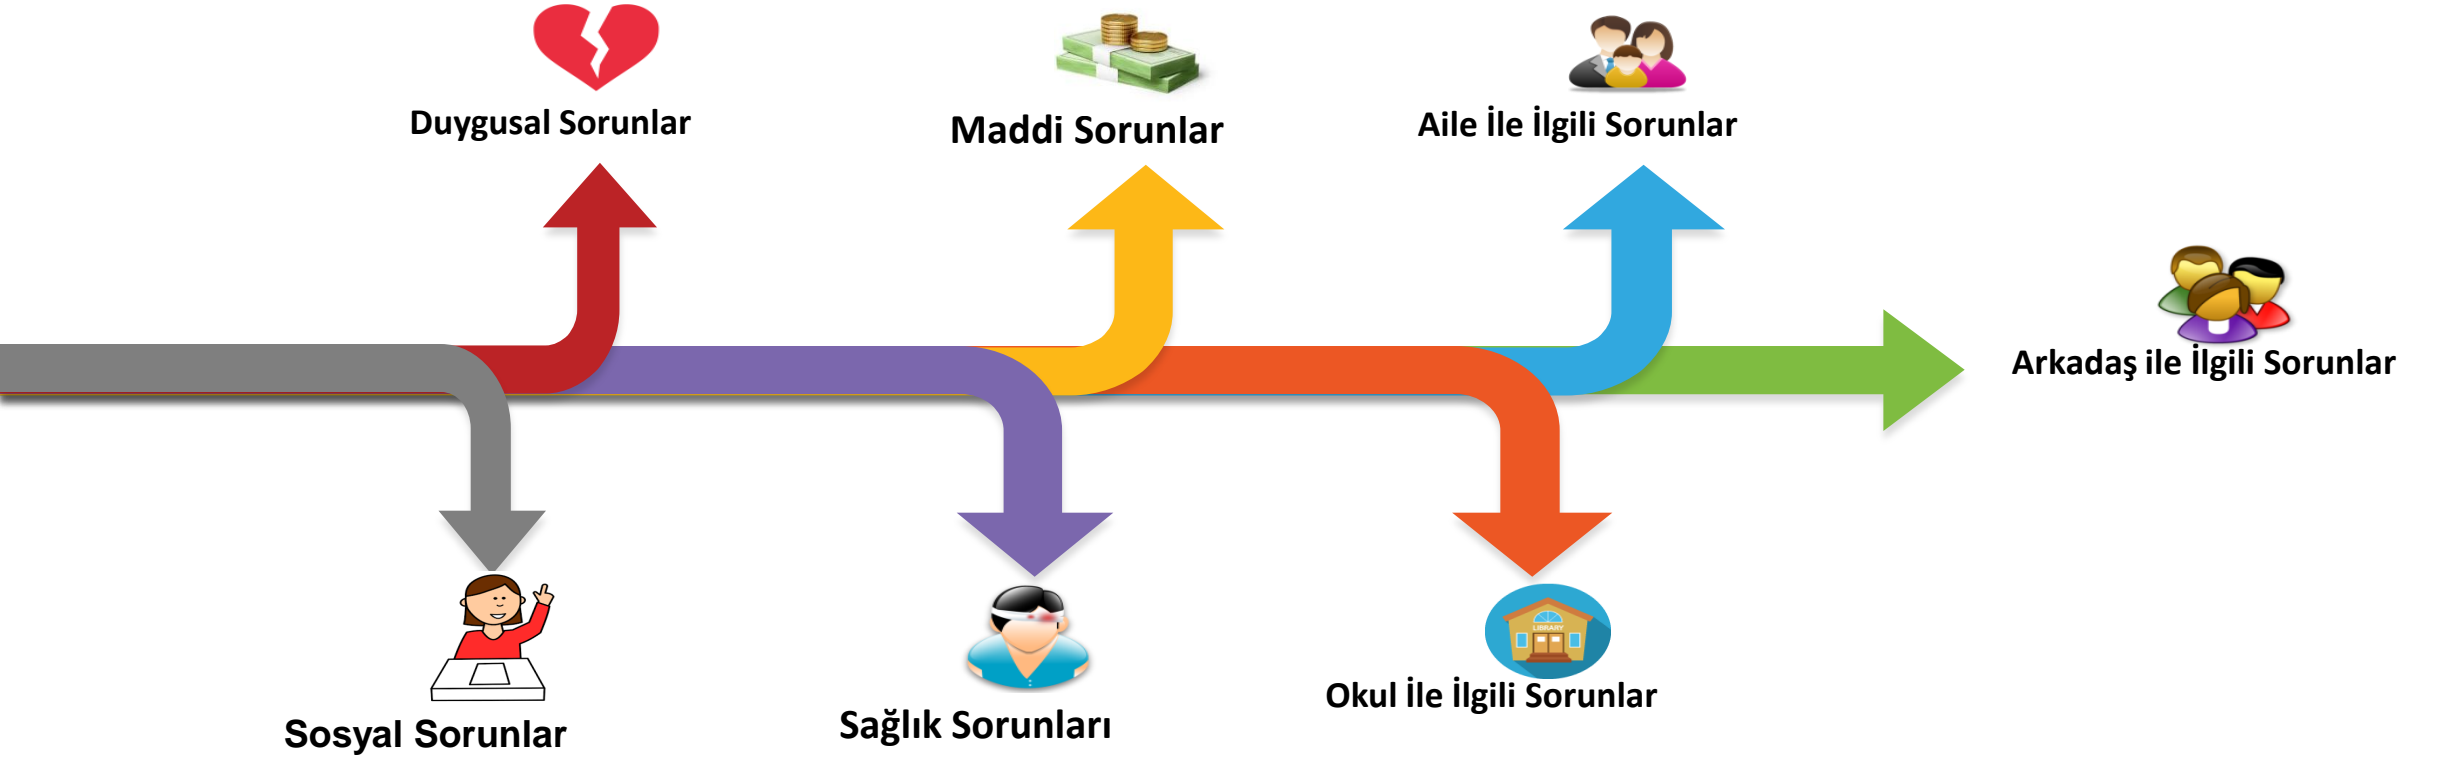 Duygusal Sorunlar
Maddi Sorunlar
Aile İle İlgili Sorunlar
Arkadaş ile İlgili Sorunlar
LIBRARY
Okul İle İlgili Sorunlar
Sağlık Sorunları
Sosyal Sorunlar